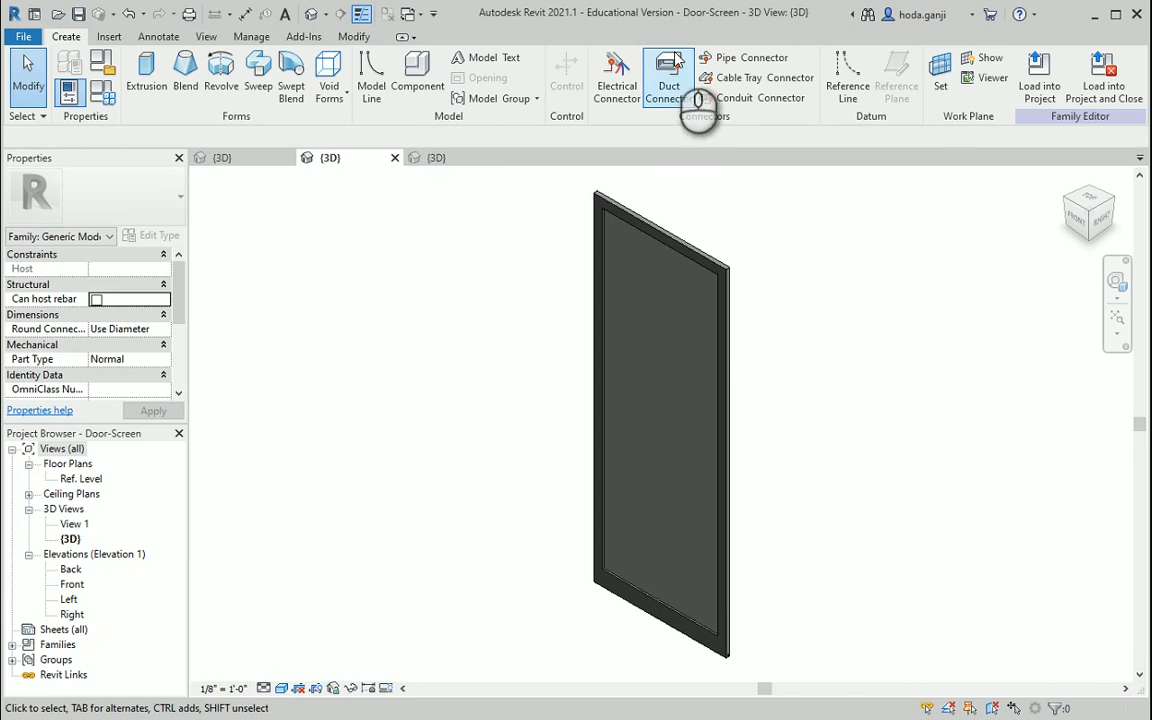 Autodesk Revit 2021.1 - Educational Version - Door-Screen - 3D View: {3D}
hoda.ganji
File Create Insert Annotate View Manage Add-Ins Modify
Modify
Extrusion Blend Revolve Sweep Swept Blend Void Forms
Model Line Component Model Text Opening Model Group
Control
Electrical Connector Duct Pipe Connector Cable Tray Connector Conduit Connector
Reference Line Reference Plane
Set Show Viewer
Load into Project Load into Project and Close
Select Properties Forms Model Control Datum Work Plane Family Editor
Properties
{3D} {3D} {3D}
Family: Generic Mod Edit Type
Constraints
Host
Structural
Can host rebar
Dimensions
Round Connec... Use Diameter
Mechanical
Part Type Normal
Identity Data
OmniClass Nu...
Properties help Apply
Project Browser - Door-Screen
Views (all)
Floor Plans
Ref. Level
Ceiling Plans
3D Views
View 1
{3D}
Elevations (Elevation 1)
Back
Front
Left
Right
Sheets (all)
Families
Groups
Revit Links
TOP
FRONT
RIGHT
1/8" = 1'-0"
Click to select, TAB for alternates, CTRL adds, SHIFT unselect
:0